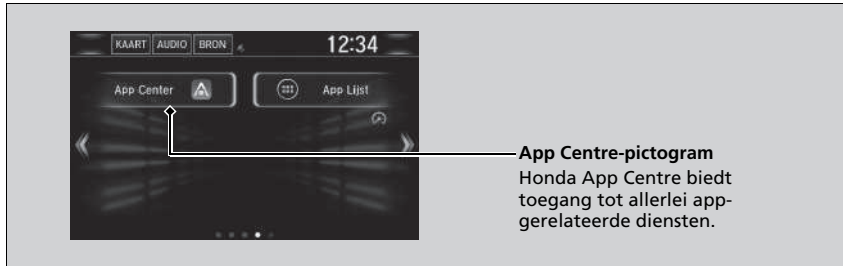 KAART AUDIO BRON 12:34
App Center App Lijst
App Centre-pictogram
Honda App Centre biedt
toegang tot allerlei app-
gerelateerde diensten.